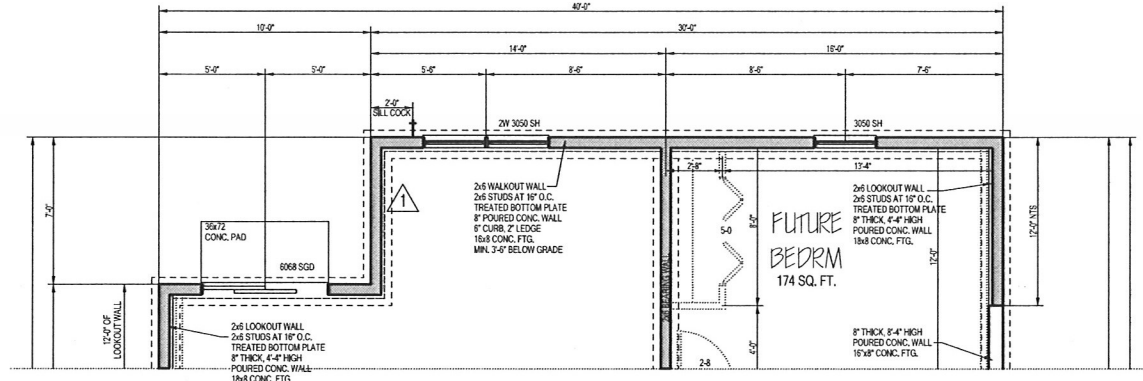 40'-0"
10'-0"
30'-0"
14'-0"
16'-0"
5'-0"
5'-0"
5'-6"
8'-6"
8'-6"
7'-6"
2'-0"
SILL COCK
2W 3050 SH
3050 SH
2'-8"
13'-4"
7'-0"
1
2x6 WALKOUT WALL
2x6 STUDS AT 16" O.C.
TREATED BOTTOM PLATE
8" POURED CONC. WALL
6" CURB, 2" LEDGE
16x8 CONC. FTG.
MIN. 3'-6" BELOW GRADE
2x6 LOOKOUT WALL
2x6 STUDS AT 16" O.C.
TREATED BOTTOM PLATE
8" THICK, 4'-4" HIGH
POURED CONC. WALL
18x8 CONC. FTG.
12'-0" NTS
36x72
CONC. PAD
6068 SGD
5-0
8'-0"
FUTURE
BEDRM
174 SQ. FT.
12'-0"
2x6 BEARING WALL
12'-0" OF
LOOKOUT WALL
2x6 LOOKOUT WALL
2x6 STUDS AT 16" O.C.
TREATED BOTTOM PLATE
8" THICK, 4'-4" HIGH
POURED CONC. WALL
18x8 CONC. FTG.
8" THICK, 8'-4" HIGH
POURED CONC. WALL
16"x8" CONC. FTG.
4'-0"
2-8